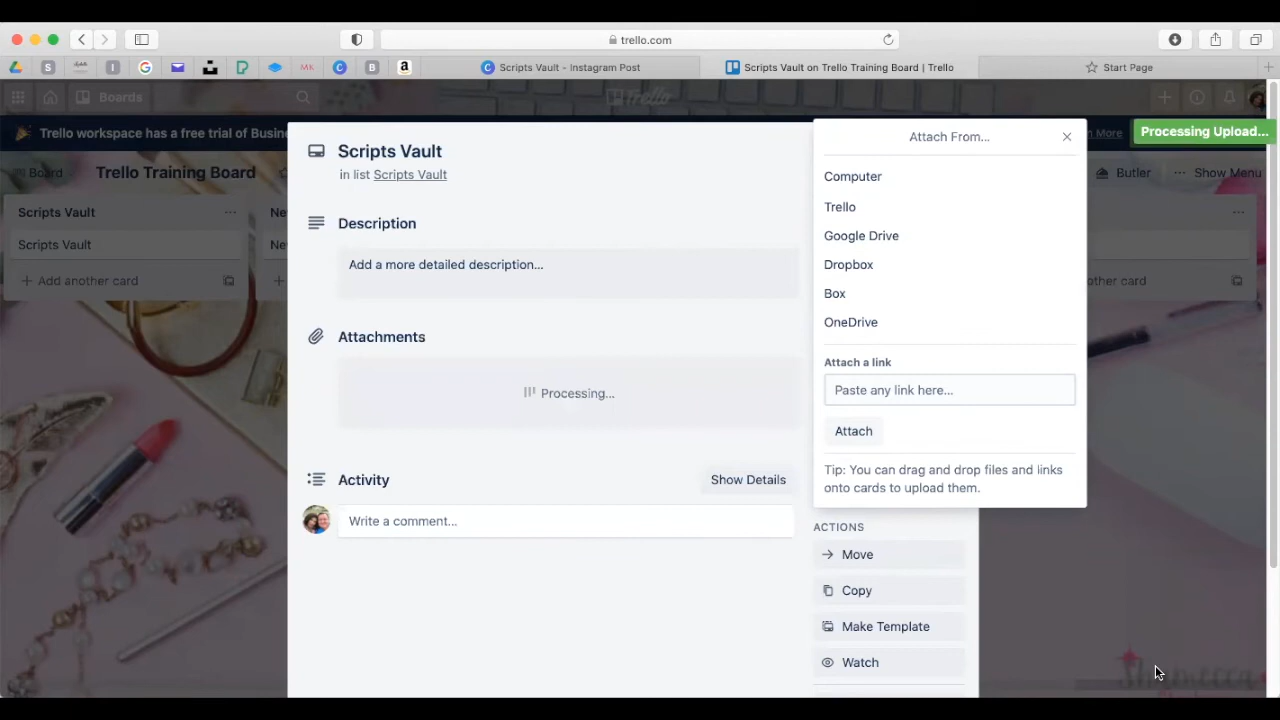 trello.com
S
I
G
P
MK
C
B
a
C Scripts Vault - Instagram Post
Scripts Vault on Trello Training Board | Trello
Start Page
Boards
Trello
Trello workspace has a free trial of Busine
n More
Processing Upload...
Board
Trello Training Board
Butler
Show Menu
Scripts Vault
Scripts Vault
Add another card
Ne
Ne
ther card
Scripts Vault
in list Scripts Vault
Description
Add a more detailed description...
Attachments
Processing...
Activity
Show Details
Write a comment...
Attach From...
Computer
Trello
Google Drive
Dropbox
Box
OneDrive
Attach a link
Paste any link here...
Attach
Tip: You can drag and drop files and links
onto cards to upload them.
ACTIONS
Move
Copy
Make Template
Watch